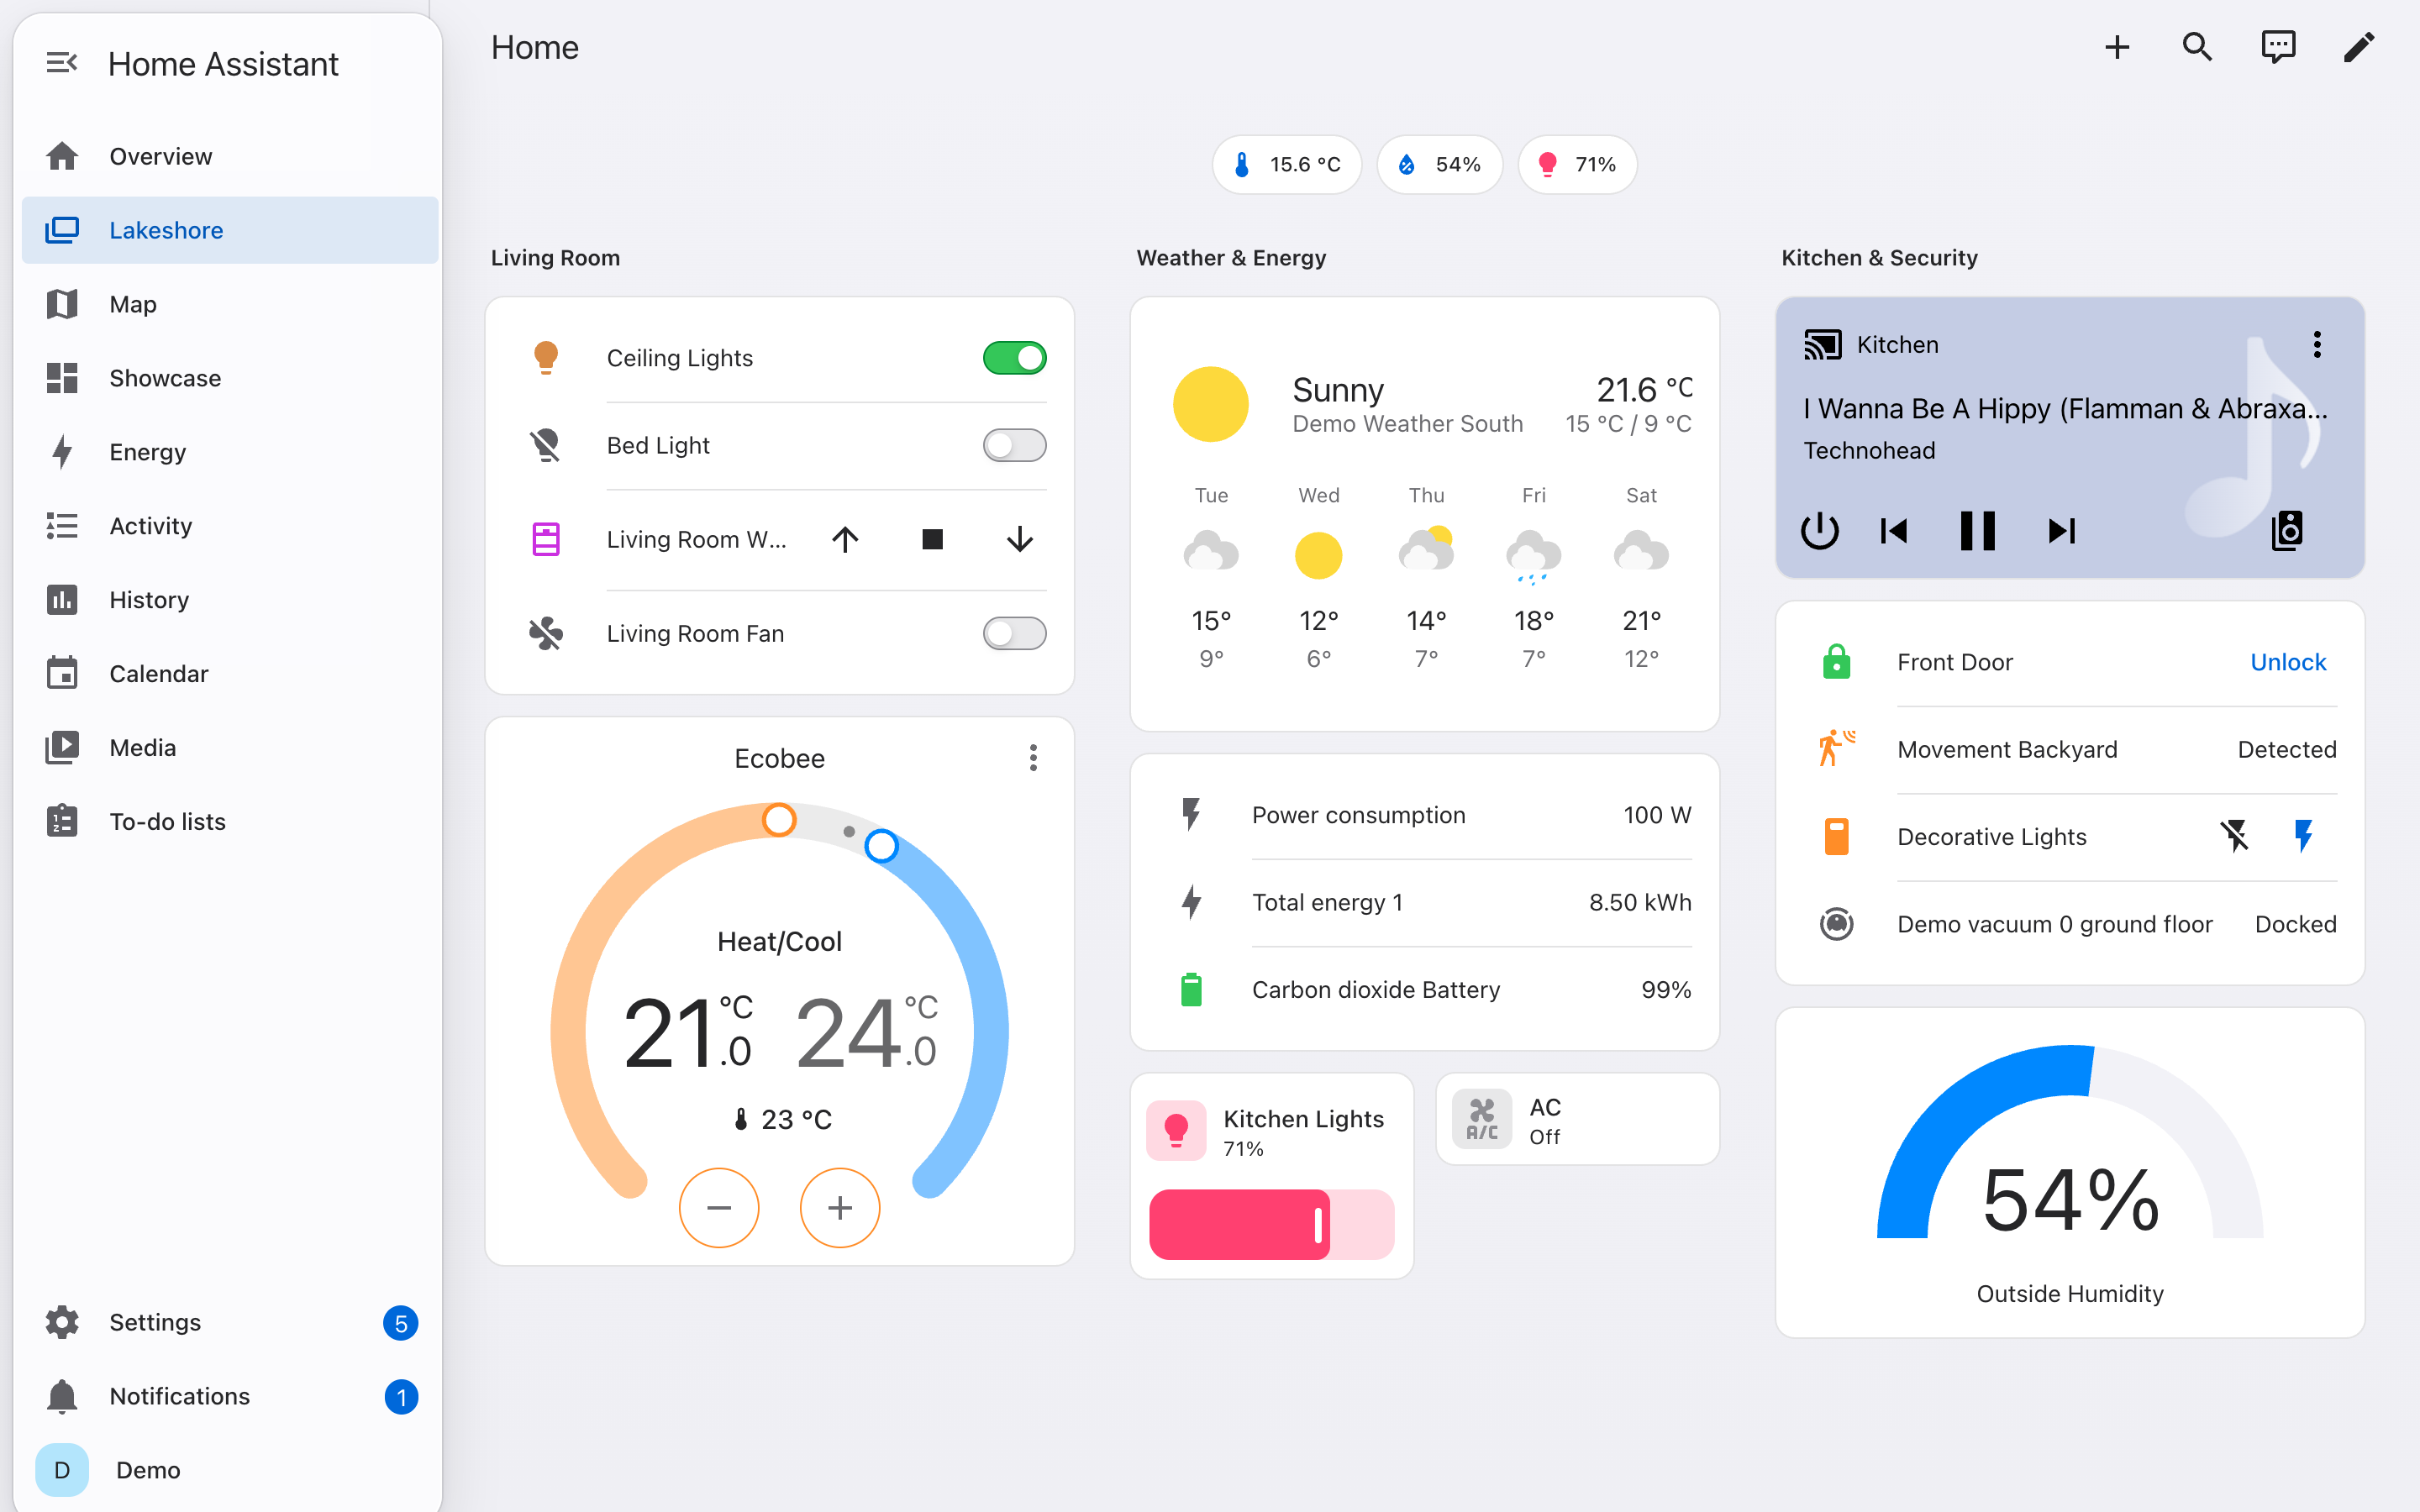 Home Assistant
Overview
Lakeshore
Map
Showcase
Energy
Activity
History
Calendar
Media
To-do lists
Settings 5
Notifications 1
D Demo
Home
15.6 °C 54% 71%
Living Room
Ceiling Lights
Bed Light
Living Room W...
Living Room Fan
Ecobee
Heat/Cool
21.0 °C 24.0 °C
23 °C
Weather & Energy
Sunny 21.6 °C
Demo Weather South 15 °C / 9 °C
Tue Wed Thu Fri Sat
15° 12° 14° 18° 21°
9° 6° 7° 7° 12°
Power consumption 100 W
Total energy 1 8.50 kWh
Carbon dioxide Battery 99%
Kitchen Lights
71%
A/C
AC
Off
Kitchen & Security
Kitchen
I Wanna Be A Hippy (Flamman & Abraxa...
Technohead
Front Door Unlock
Movement Backyard Detected
Decorative Lights
Demo vacuum 0 ground floor Docked
54%
Outside Humidity